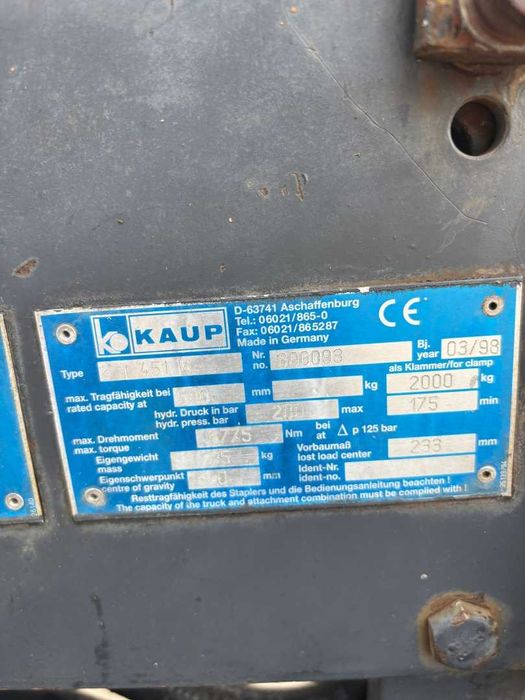 KAUP
D-63741 Aschaffenburg
Tel.: 06021/865-0
Fax: 06021/865287
Made in Germany
CE
Type
Nr.
no.
Bj.
year 03/98
max. Tragfähigkeit bei
rated capacity at
mm
kg
als Klammer/for clamp
2000 kg
hydr. Druck in bar
hydr. press. bar
max
175 min
max. Drehmoment
max. torque
Nm
bei
at Δ p 125 bar
Eigengewicht
mass
kg
Vorbaumaß
lost load center
233 mm
Eigenschwerpunkt
centre of gravity
mm
Ident-Nr.
ident-no.
Resttragfähigkeit des Staplers und die Bedienungsanleitung beachten !
The capacity of the truck and attachment combination must be complied with !